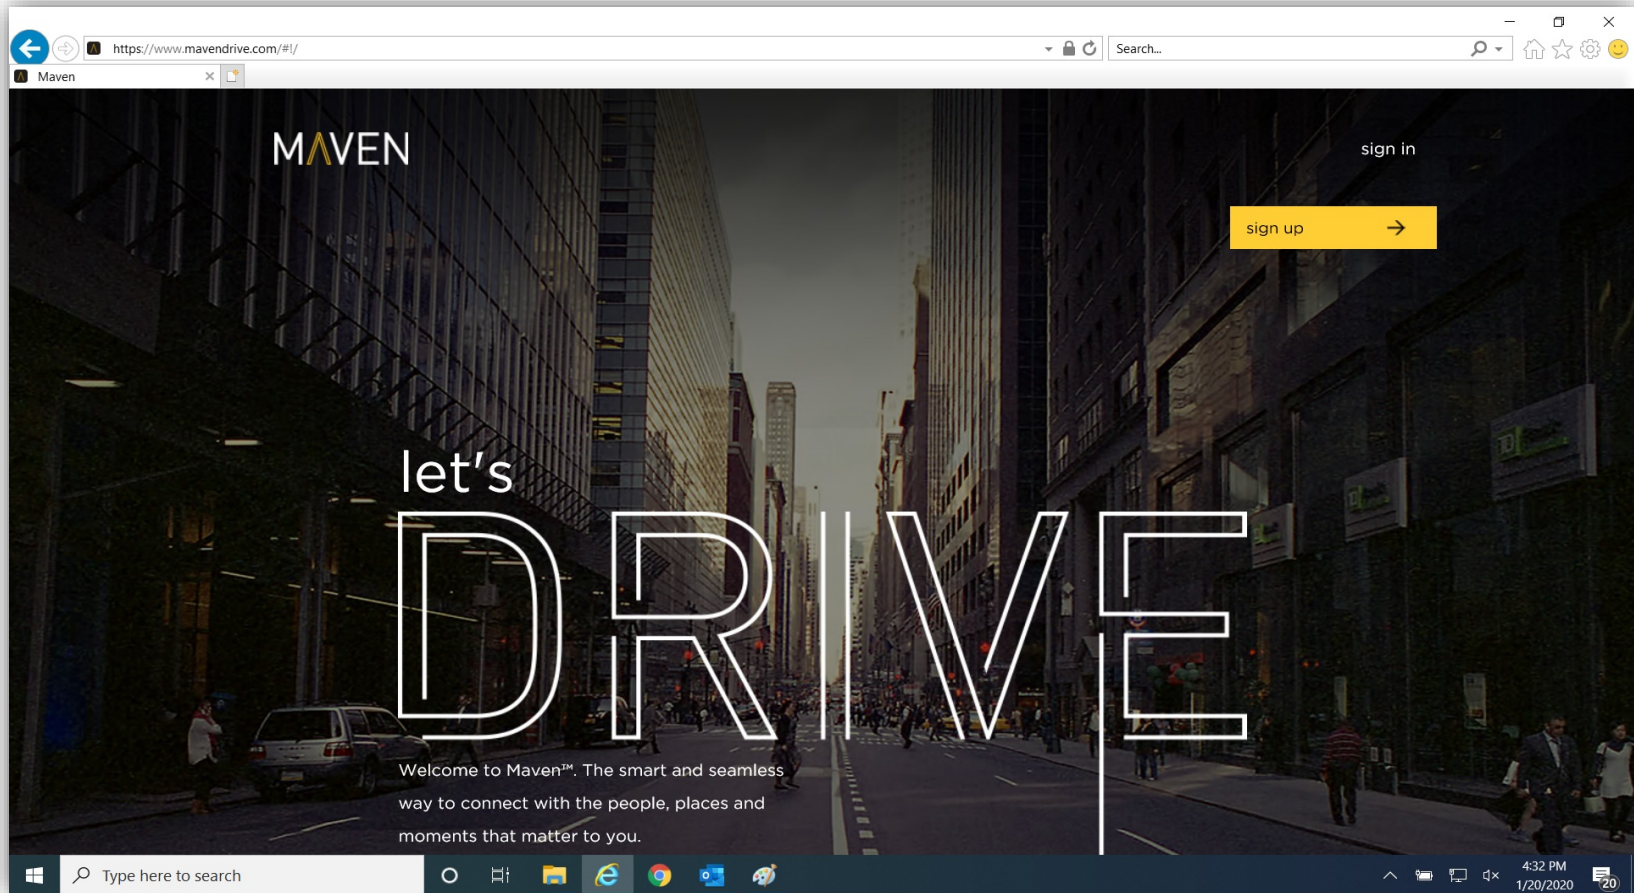 https://www.mavendrive.com/#!/
Search...
Maven
MAVEN
sign in
sign up
let's
DRIVE
Welcome to Maven™. The smart and seamless
way to connect with the people, places and
moments that matter to you.
Type here to search
4:32 PM
1/20/2020
20